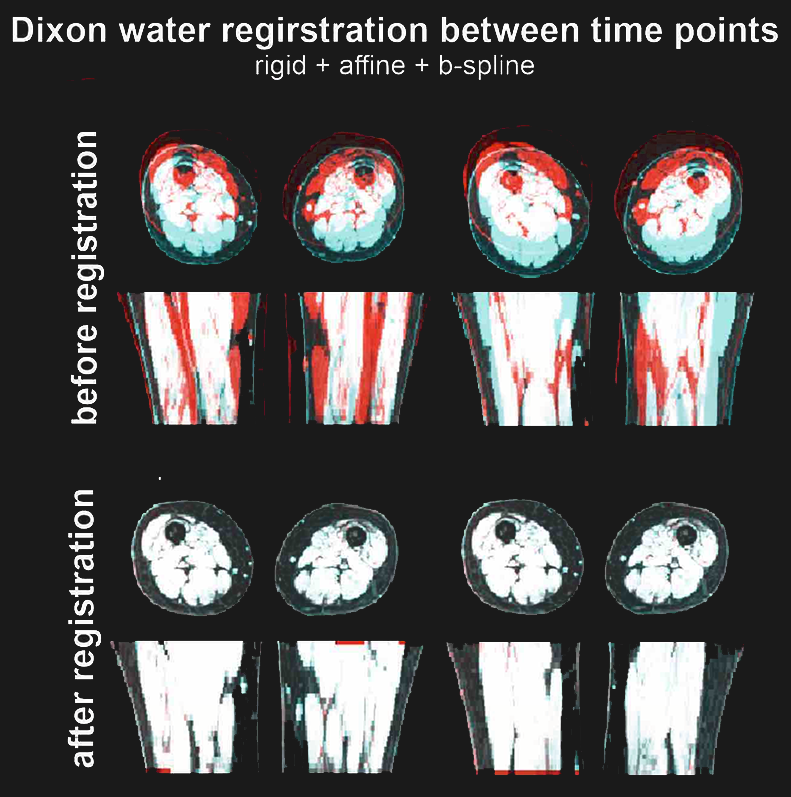 Dixon water regirstration between time points
rigid + affine + b-spline
before registration
after registration